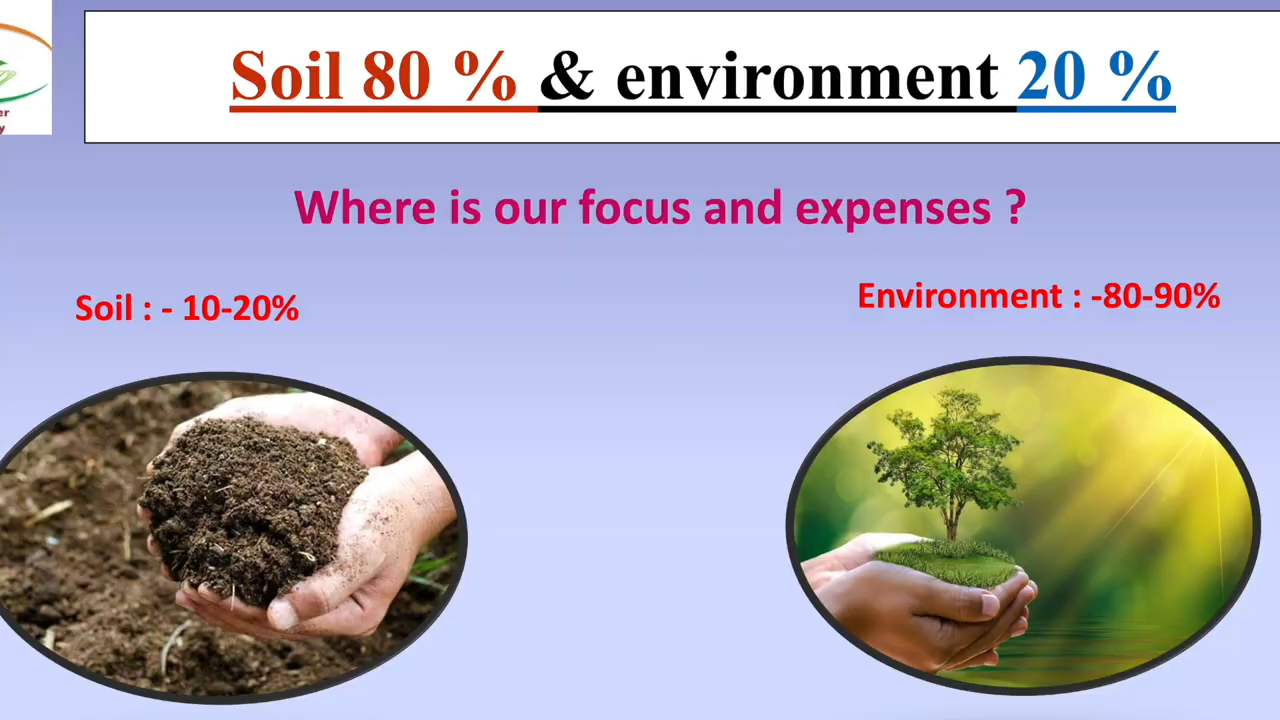 Soil 80 % & environment 20 %
Where is our focus and expenses ?
Soil : - 10-20%
Environment : -80-90%